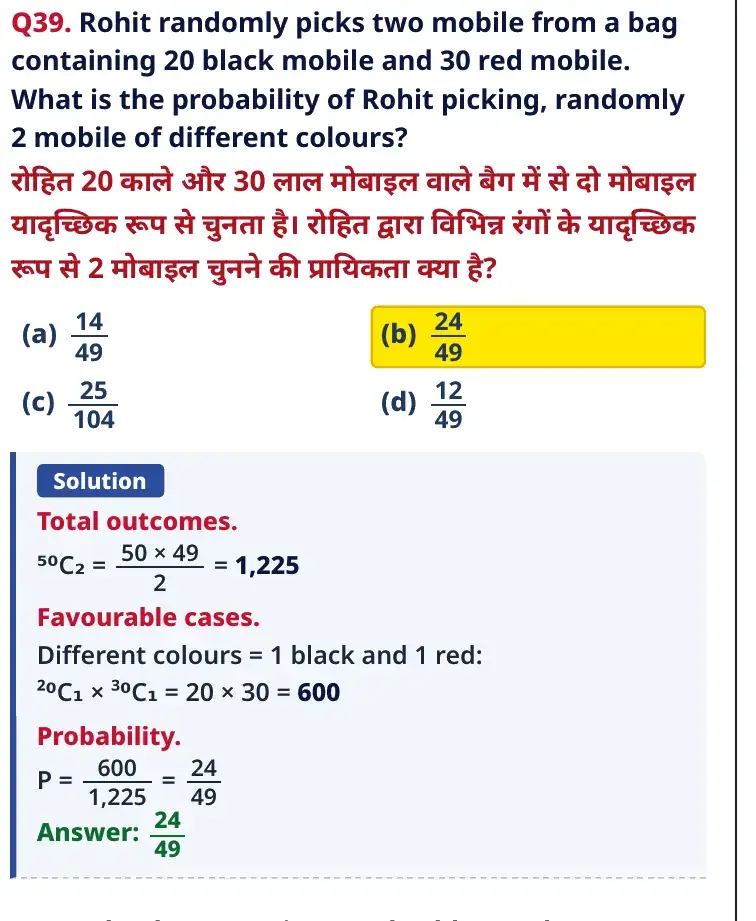 Q39. Rohit randomly picks two mobile from a bag
containing 20 black mobile and 30 red mobile.
What is the probability of Rohit picking, randomly
2 mobile of different colours?
रोहित 20 काले और 30 लाल मोबाइल वाले बैग में से दो मोबाइल
यादृच्छिक रूप से चुनता है। रोहित द्वारा विभिन्न रंगों के यादृच्छिक
रूप से 2 मोबाइल चुनने की प्रायिकता क्या है?
(a) 14/49 (b) 24/49
(c) 25/104 (d) 12/49
Solution
Total outcomes.
⁵⁰C₂ = 50 × 49 / 2 = 1,225
Favourable cases.
Different colours = 1 black and 1 red:
²⁰C₁ × ³⁰C₁ = 20 × 30 = 600
Probability.
P = 600/1,225 = 24/49
Answer: 24/49